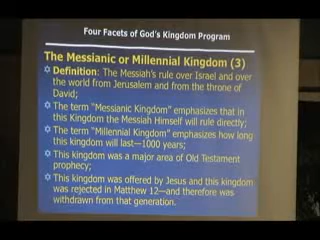 Four Facets of God's Kingdom Program
The Messianic or Millennial Kingdom (3)
Definition: The Messiah's rule over Israel and over
the world from Jerusalem and from the throne of
David;
The term "Messianic Kingdom" emphasizes that in
this Kingdom the Messiah Himself will rule directly;
The term "Millennial Kingdom" emphasizes how long
this kingdom will last—1000 years;
This kingdom was a major area of Old Testament
prophecy;
This kingdom was offered by Jesus and this kingdom
was rejected in Matthew 12—and therefore was
withdrawn from that generation.